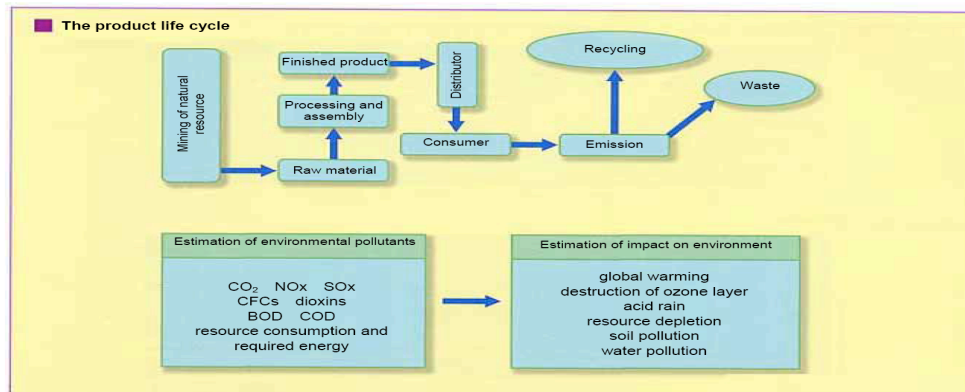 The product life cycle
Mining of natural
resource
Raw material
Processing and
assembly
Finished product
Distributor
Consumer
Emission
Recycling
Waste
Estimation of environmental pollutants
CO₂ NOx SOx
CFCs dioxins
BOD COD
resource consumption and
required energy
Estimation of impact on environment
global warming
destruction of ozone layer
acid rain
resource depletion
soil pollution
water pollution